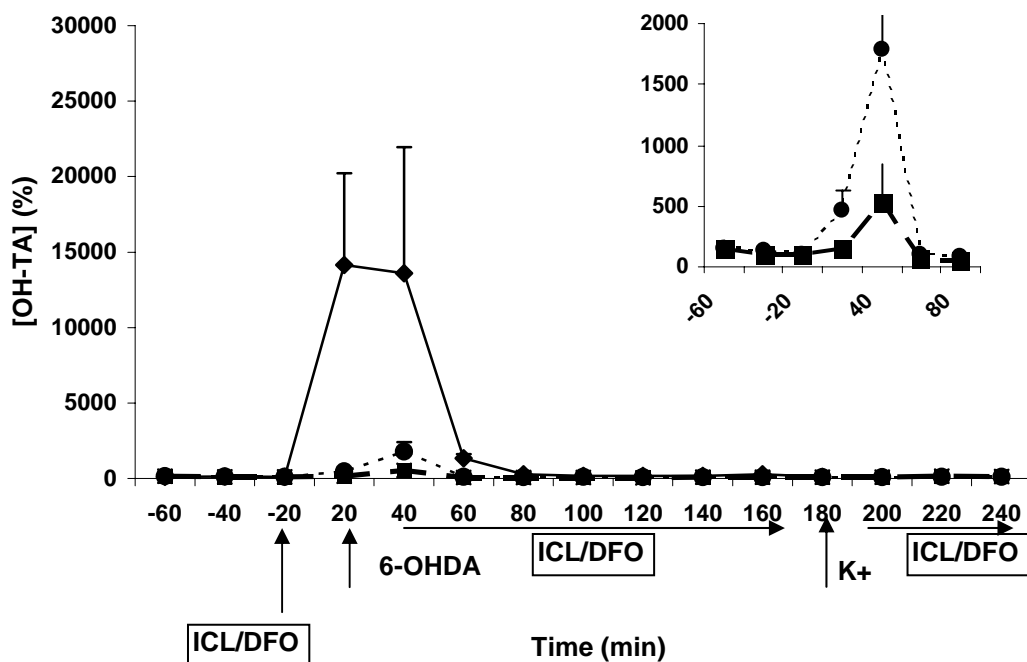 30000
25000
20000
15000
10000
5000
0
[OH-TA] (%)
2000
1500
1000
500
0
-60 -20 40 80
-60 -40 -20 20 40 60 80 100 120 140 160 180 200 220 240
6-OHDA
ICL/DFO
K+
ICL/DFO
ICL/DFO
Time (min)